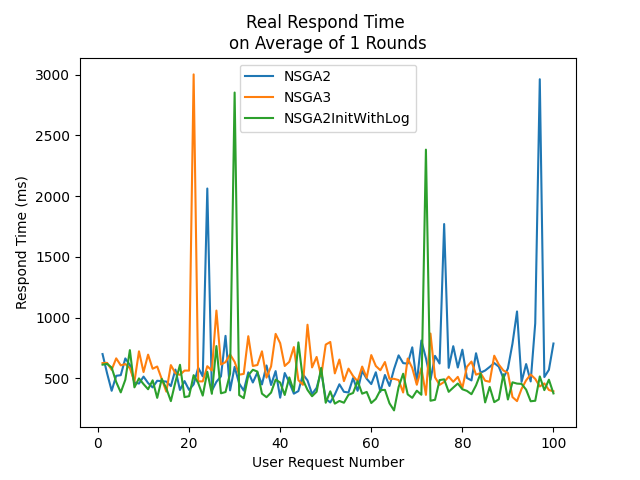 Real Respond Time
on Average of 1 Rounds
NSGA2
NSGA3
NSGA2InitWithLog
Respond Time (ms)
3000
2500
2000
1500
1000
500
0 20 40 60 80 100
User Request Number